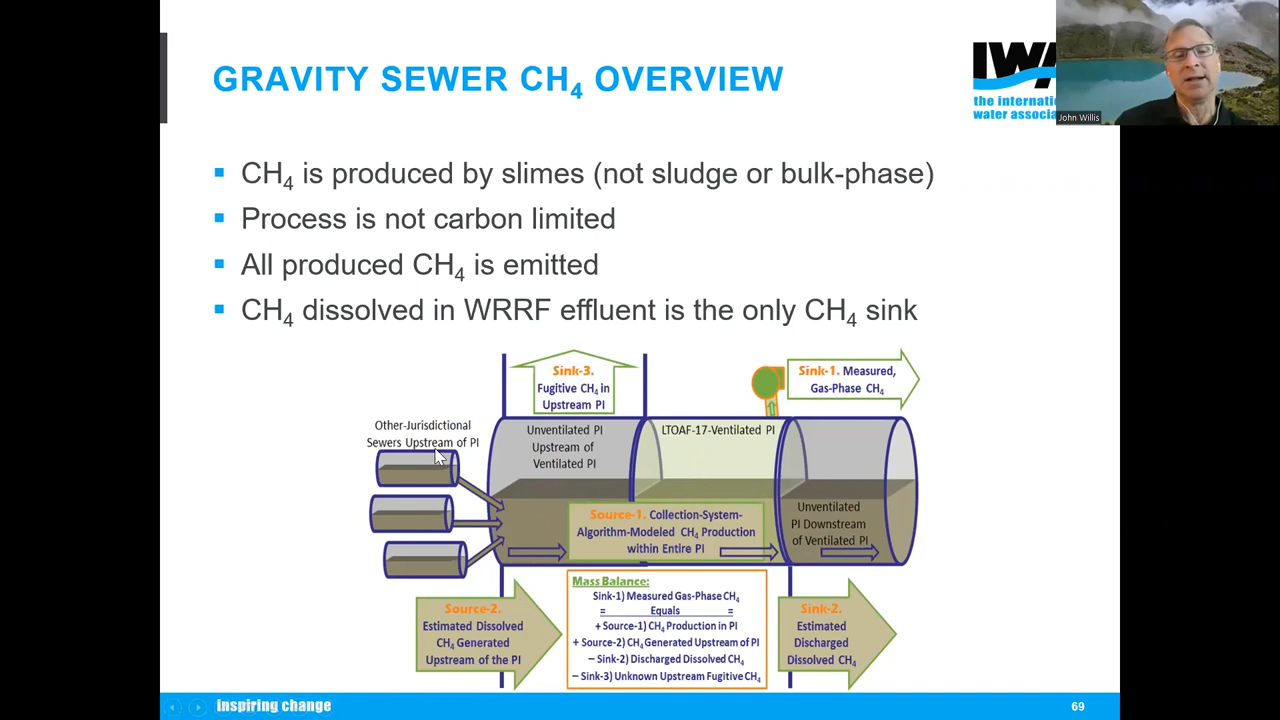 GRAVITY SEWER CH4 OVERVIEW
IWA
the internati
water associa
John Willis
CH4 is produced by slimes (not sludge or bulk-phase)
Process is not carbon limited
All produced CH4 is emitted
CH4 dissolved in WRRF effluent is the only CH4 sink
Sink-3.
Fugitive CH4 in
Upstream PI
Sink-1. Measured,
Gas-Phase CH4
Other-Jurisdictional
Sewers Upstream of PI
Unventilated PI
Upstream of
Ventilated PI
LTOAF-17-Ventilated PI
Source-1. Collection-System-
Algorithm-Modeled CH4 Production
within Entire PI
Unventilated
PI Downstream
of Ventilated PI
Source-2.
Estimated Dissolved
CH4 Generated
Upstream of the PI
Mass Balance:
Sink-1) Measured Gas-Phase CH4
= Equals =
+ Source-1) CH4 Production in PI
+ Source-2) CH4 Generated Upstream of PI
– Sink-2) Discharged Dissolved CH4
– Sink-3) Unknown Upstream Fugitive CH4
Sink-2.
Estimated
Discharged
Dissolved CH4
inspiring change
69